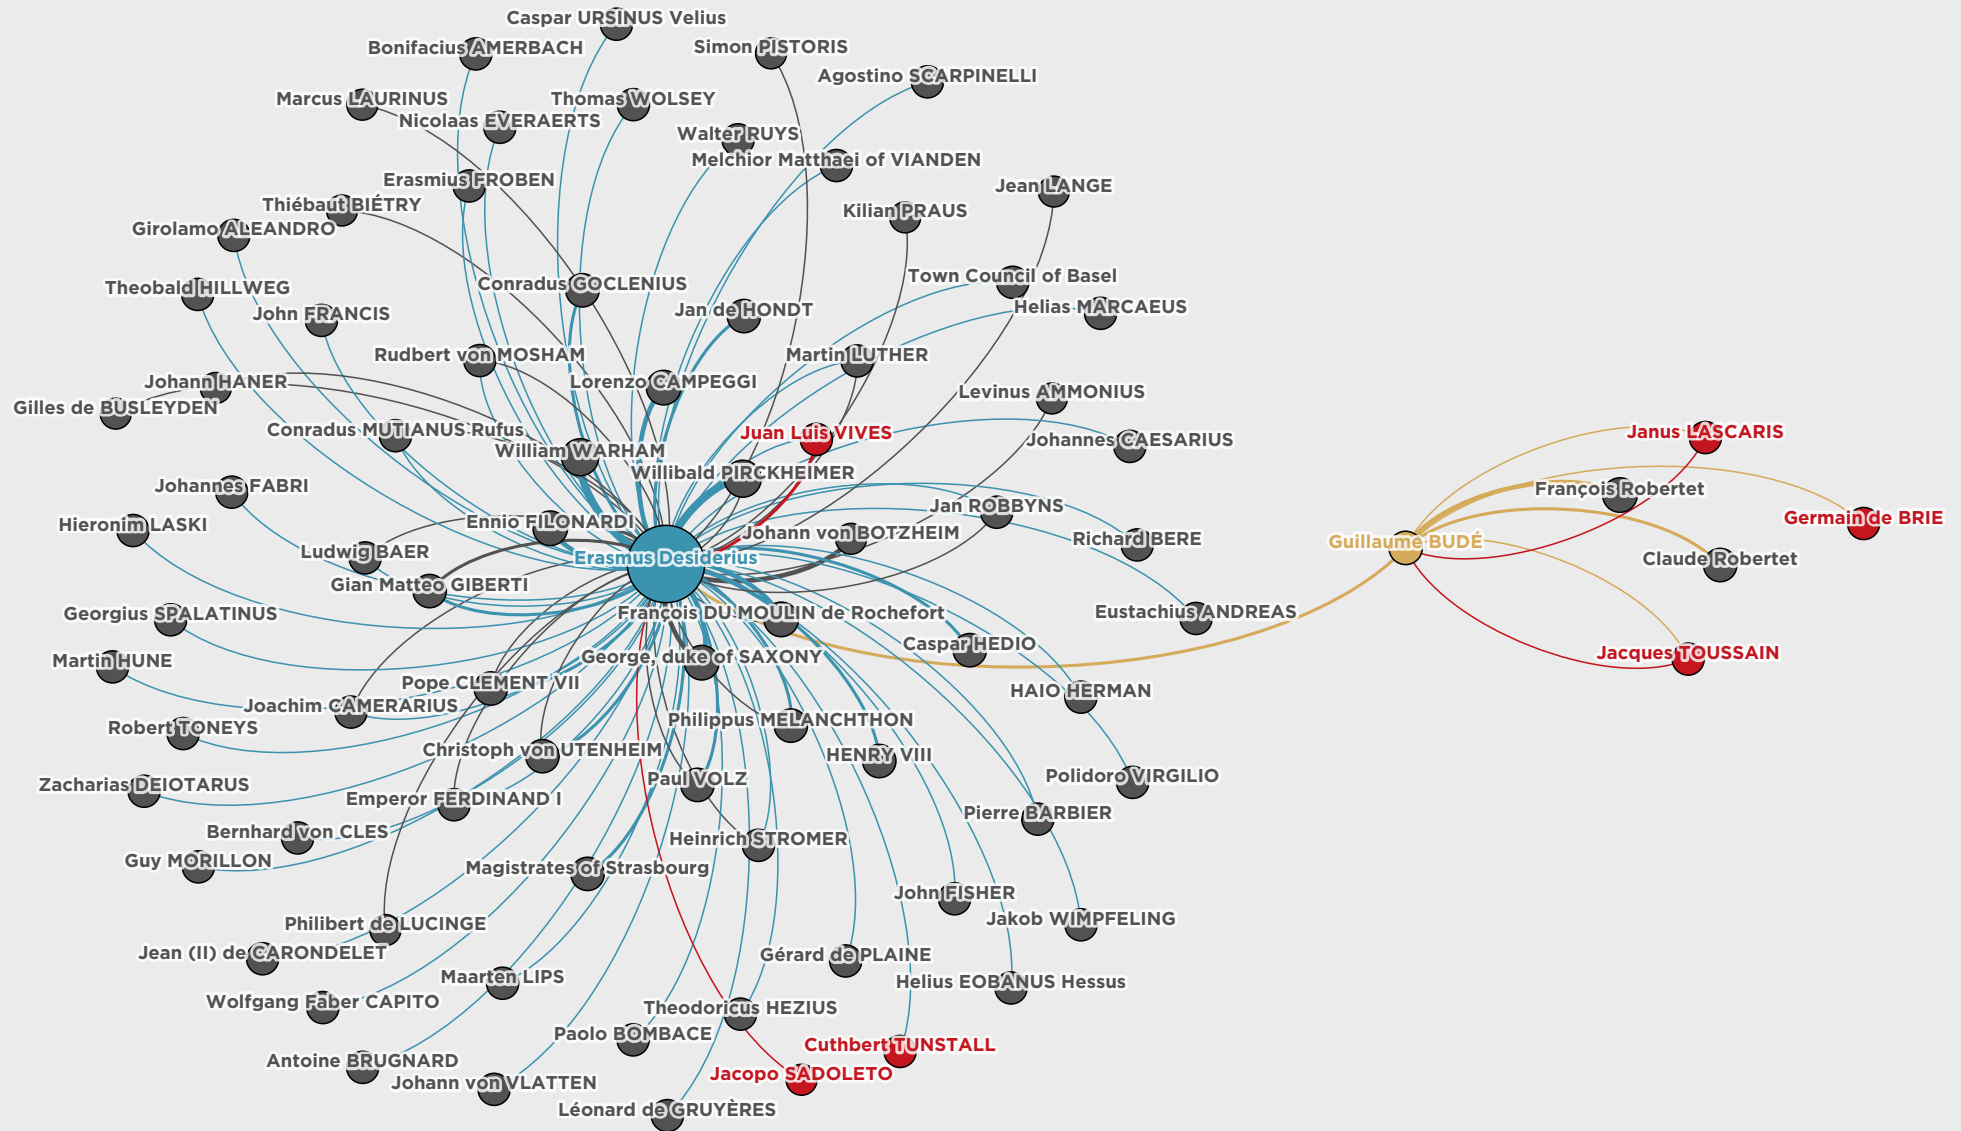 Caspar URSINUS Velius
Bonifacius AMERBACH
Simon PISTORIS
Agostino SCARPINELLI
Marcus LAURINUS
Thomas WOLSEY
Nicolaas EVERAERTS
Walter RUYS
Melchior Matthaei of VIANDEN
Erasmius FROBEN
Jean LANGE
Thiébaut BIÉTRY
Kilian PRAUS
Girolamo ALEANDRO
Town Council of Basel
Conradus GOCLENIUS
Theobald HILLWEG
Helias MARCAEUS
Jan de HONDT
John FRANCIS
Rudbert von MOSHAM
Martin LUTHER
Johann HANER
Lorenzo CAMPEGGI
Levinus AMMONIUS
Gilles de BUSLEYDEN
Conradus MUTIANUS Rufus
Juan Luis VIVES
Janus LASCARIS
Johannes CAESARIUS
William WARHAM
Willibald PIRCKHEIMER
Johannes FABRI
François Robertet
Jan ROBBYNS
Germain de BRIE
Hieronim LASKI
Ennio FILONARDI
Johann von BOTZHEIM
Richard BERE
Guillaume BUDÉ
Ludwig BAER
Erasmus Desiderius
Claude Robertet
Gian Matteo GIBERTI
Georgius SPALATINUS
François DU MOULIN de Rochefort
Eustachius ANDREAS
Caspar HEDIO
Jacques TOUSSAIN
Martin HUNE
George, duke of SAXONY
Pope CLEMENT VII
HAIO HERMAN
Joachim CAMERARIUS
Philippus MELANCHTHON
Robert TONEYS
Christoph von UTENHEIM
HENRY VIII
Polidoro VIRGILIO
Zacharias DEIOTARUS
Paul VOLZ
Emperor FERDINAND I
Pierre BARBIER
Bernhard von CLES
Heinrich STROMER
Guy MORILLON
Magistrates of Strasbourg
John FISHER
Jakob WIMPFELING
Philibert de LUCINGE
Jean (II) de CARONDELET
Gérard de PLAINE
Maarten LIPS
Helius EOBANUS Hessus
Wolfgang Faber CAPITO
Theodoricus HEZIUS
Paolo BOMBACE
Cuthbert TUNSTALL
Antoine BRUGNARD
Jacopo SADOLETO
Johann von VLATTEN
Léonard de GRUYÈRES